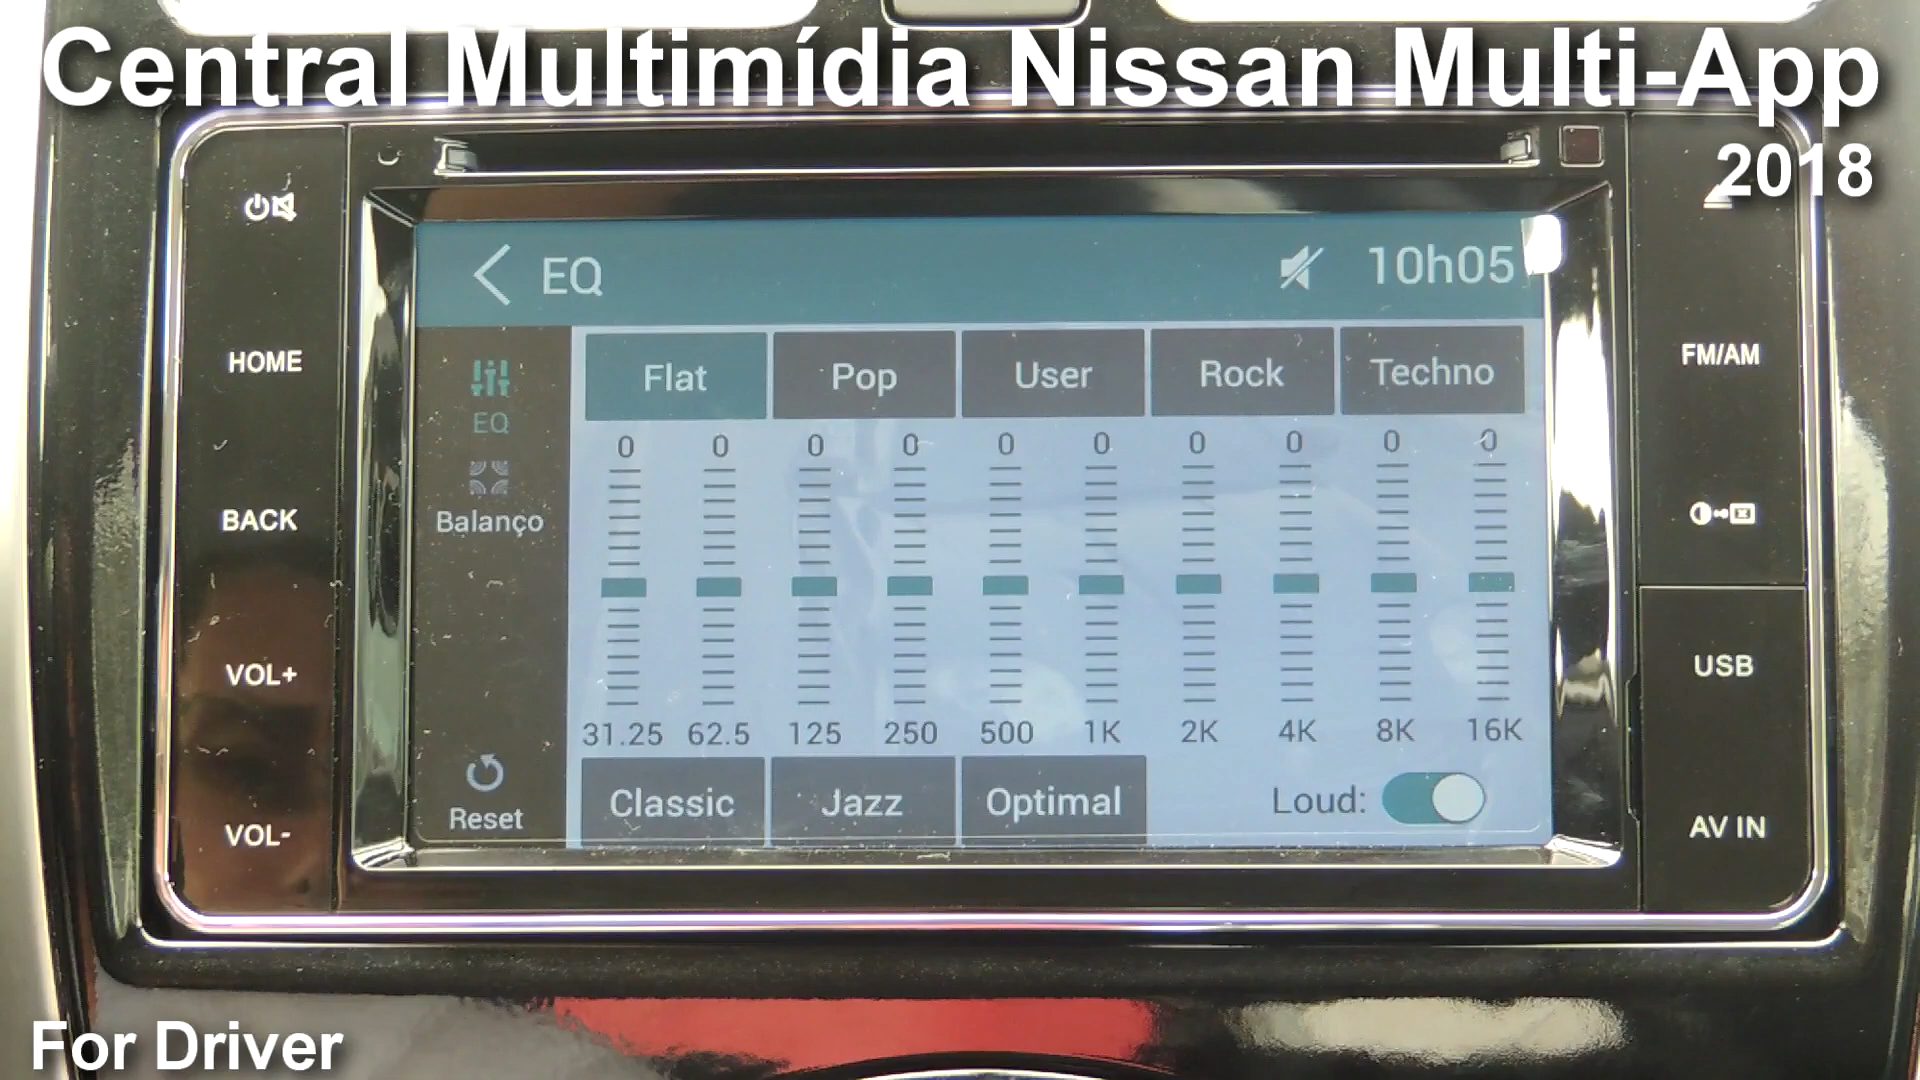 Central Multimídia Nissan Multi-App
2018
HOME
BACK
VOL+
VOL-
EQ
10h05
EQ
Balanço
Reset
Flat Pop User Rock Techno
0 0 0 0 0 0 0 0 0 0
31.25 62.5 125 250 500 1K 2K 4K 8K 16K
Classic Jazz Optimal Loud:
FM/AM
USB
AV IN
For Driver